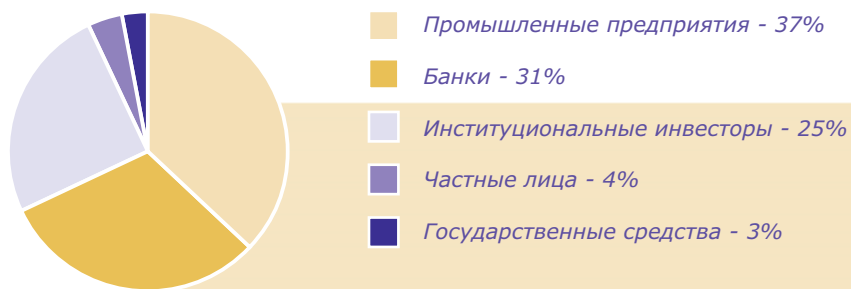 Промышленные предприятия - 37%
Банки - 31%
Институциональные инвесторы - 25%
Частные лица - 4%
Государственные средства - 3%